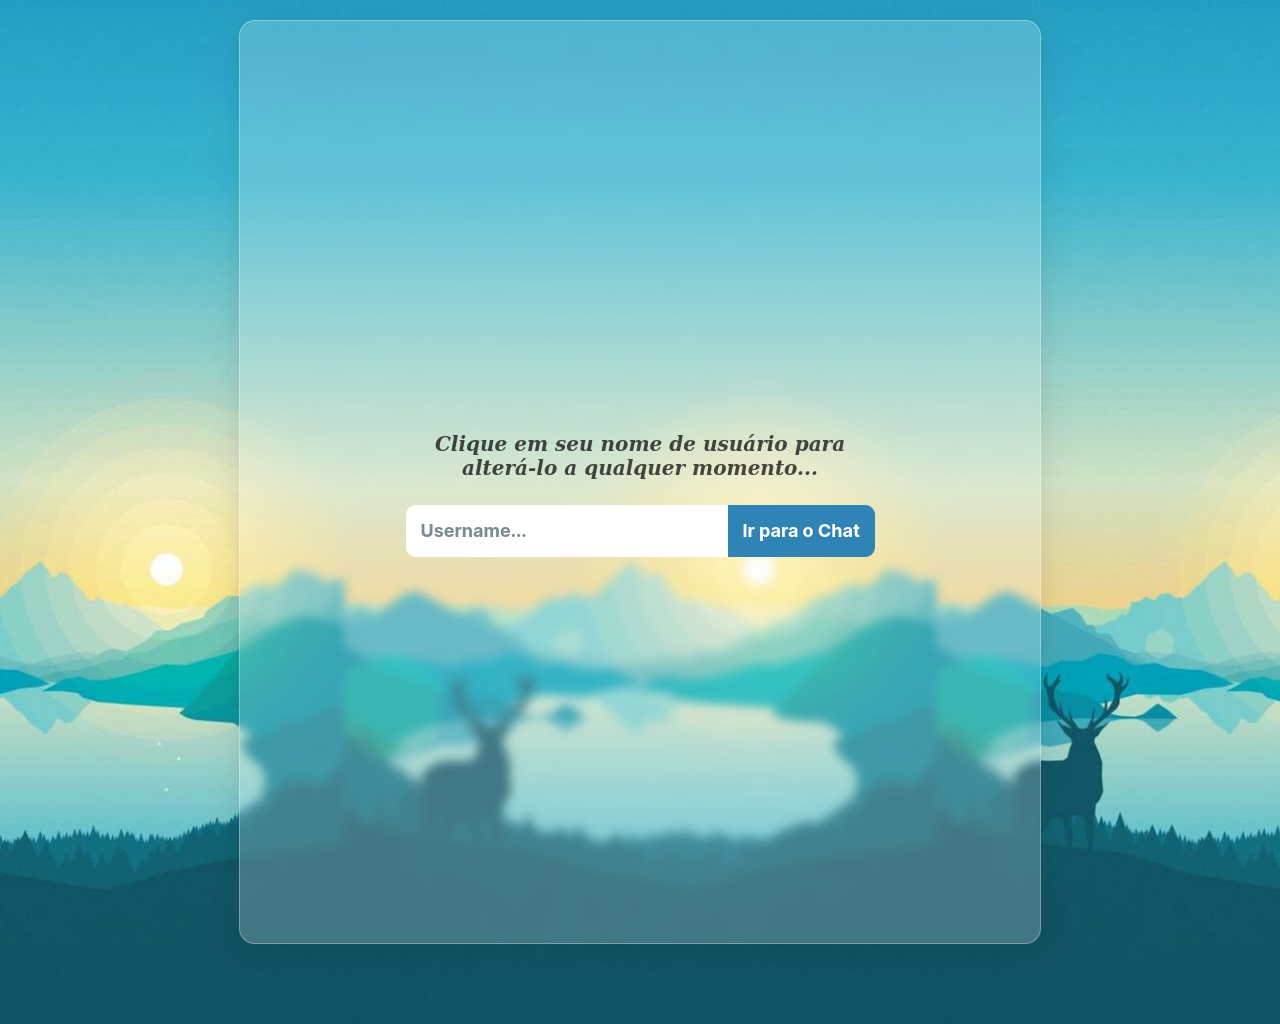 Clique em seu nome de usuário para
alterá-lo a qualquer momento...
Username...
Ir para o Chat